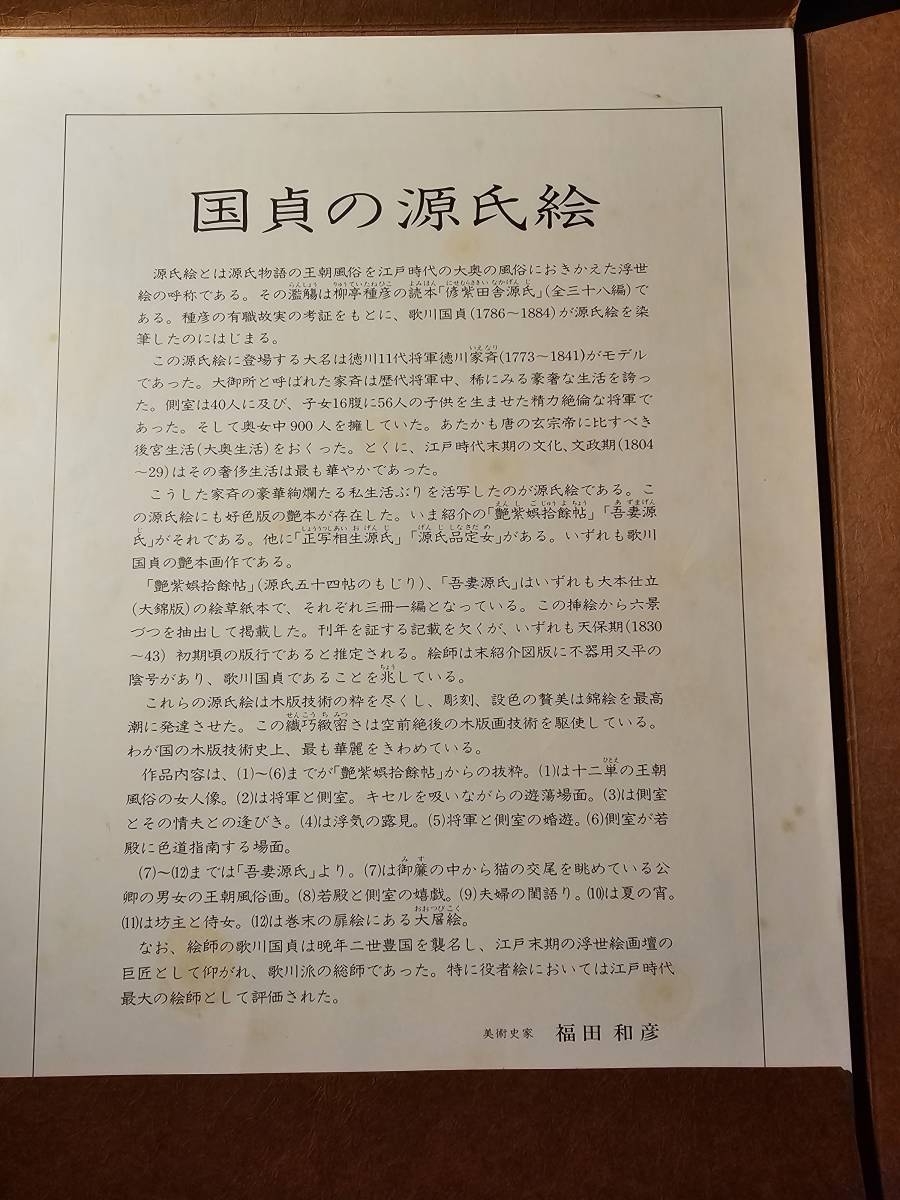 国貞の源氏絵
源氏絵とは源氏物語の王朝風俗を江戸時代の大奥の風俗におきかえた浮世
絵の呼称である。その濫觴は柳亭種彦の読本「偐紫田舎源氏」(全三十八編)で
ある。種彦の有職故実の考証をもとに、歌川国貞(1786〜1884)が源氏絵を染
筆したのにはじまる。
この源氏絵に登場する大名は徳川11代将軍徳川家斉(1773〜1841)がモデル
であった。大御所と呼ばれた家斉は歴代将軍中、稀にみる豪奢な生活を誇っ
た。側室は40人に及び、子女16腹に56人の子供を生ませた精力絶倫な将軍で
あった。そして奥女中900人を擁していた。あたかも唐の玄宗帝に比すべき
後宮生活(大奥生活)をおくった。とくに、江戸時代末期の文化、文政期(1804
〜29)はその奢侈生活は最も華やかであった。
こうした家斉の豪華絢爛たる私生活ぶりを活写したのが源氏絵である。こ
の源氏絵にも好色版の艶本が存在した。いま紹介の「艶紫娯拾餘帖」「吾妻源
氏」がそれである。他に「正写相生源氏」「源氏品定女」がある。いずれも歌川
国貞の艶本画作である。
「艶紫娯拾餘帖」(源氏五十四帖のもじり)、「吾妻源氏」はいずれも大本仕立
(大錦版)の絵草紙本で、それぞれ三冊一編となっている。この挿絵から六景
づつを抽出して掲載した。刊年を証する記載を欠くが、いずれも天保期(1830
〜43)初期頃の版行であると推定される。絵師は末紹介図版に不器用又平の
陰号があり、歌川国貞であることを兆している。
これらの源氏絵は木版技術の粋を尽くし、彫刻、設色の賛美は錦絵を最高
潮に発達させた。この繊巧緻密さは空前絶後の木版画技術を駆使している。
わが国の木版技術史上、最も華麗をきわめている。
作品内容は、(1)〜(6)までが「艶紫娯拾餘帖」からの抜粋。(1)は十二単の王朝
風俗の女人像。(2)は将軍と側室。キセルを吸いながらの遊蕩場面。(3)は側室
とその情夫との逢びき。(4)は浮気の露見。(5)将軍と側室の婚遊。(6)側室が若
殿に色道指南する場面。
(7)〜(12)までは「吾妻源氏」より。(7)は御簾の中から猫の交尾を眺めている公
卿の男女の王朝風俗画。(8)若殿と側室の嬉戯。(9)夫婦の閨語り。(10)は夏の宵。
(11)は坊主と侍女。(12)は巻末の扉絵にある大層絵。
なお、絵師の歌川国貞は晩年二世豊国を襲名し、江戸末期の浮世絵画壇の
巨匠として仰がれ、歌川派の総師であった。特に役者絵においては江戸時代
最大の絵師として評価された。
美術史家 福田和彦